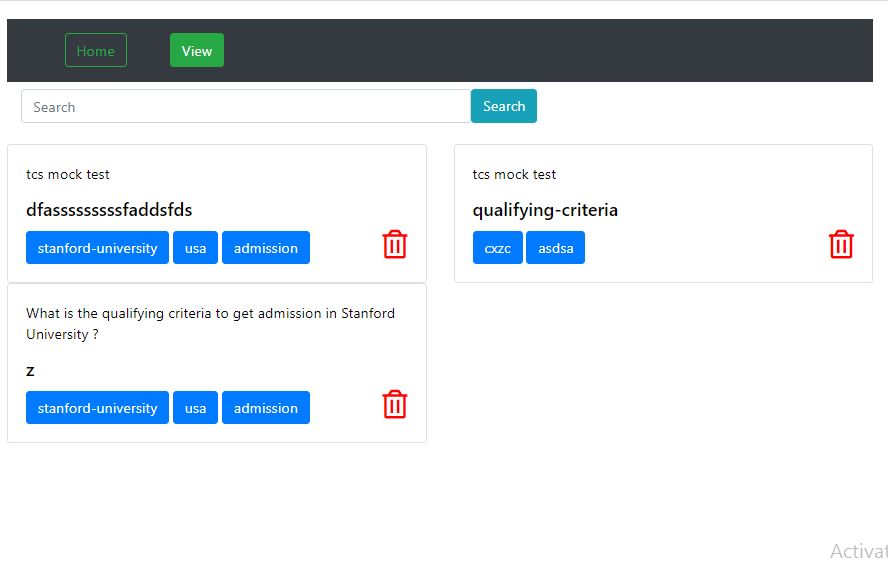 Home View
Search Search
tcs mock test
dfasssssssssfaddsfds
stanford-university usa admission
tcs mock test
qualifying-criteria
cxzc asdsa
What is the qualifying criteria to get admission in Stanford
University ?
z
stanford-university usa admission
Activat